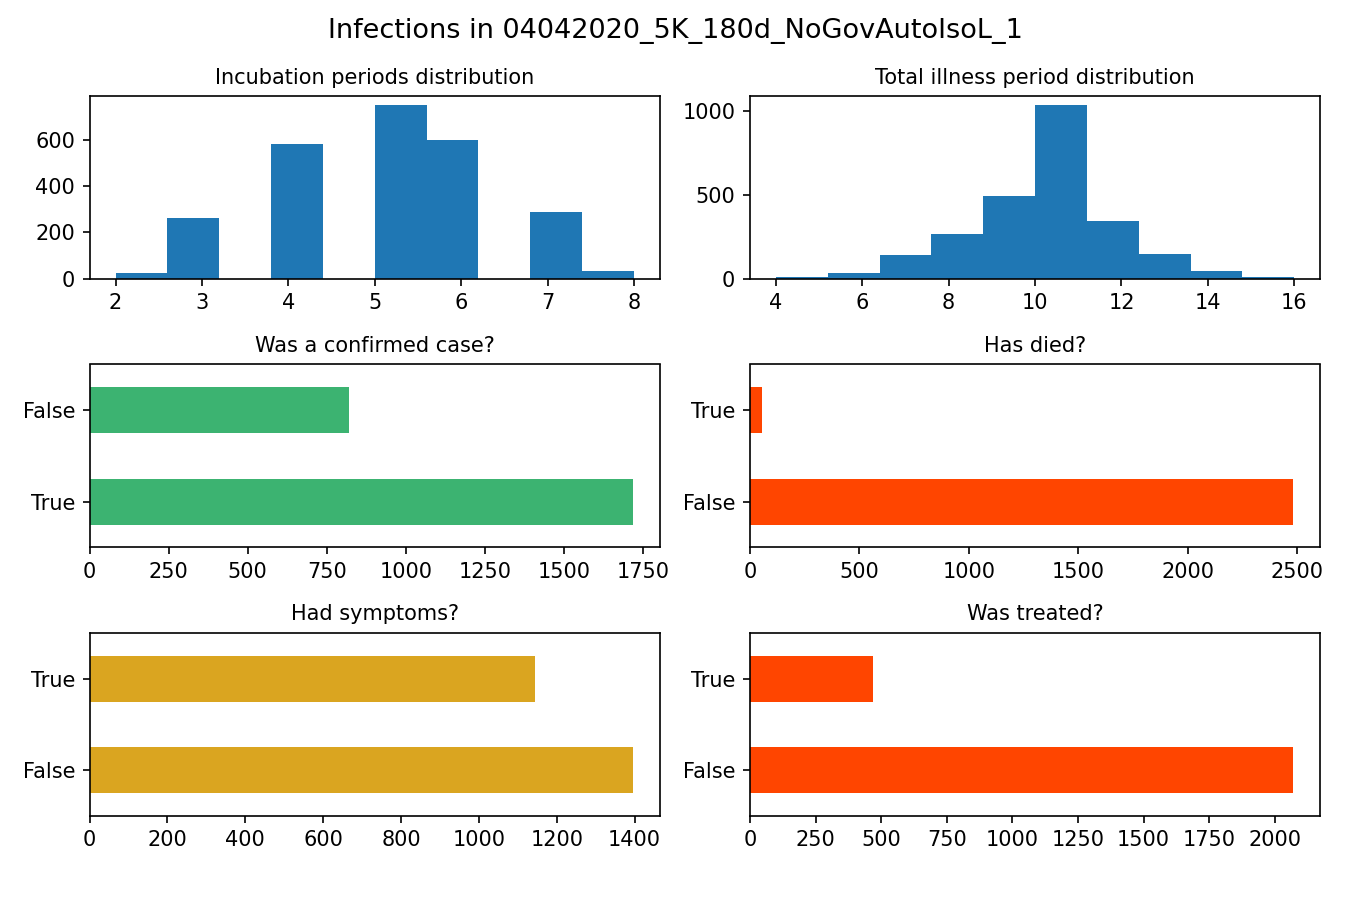 Infections in 04042020_5K_180d_NoGovAutoIsoL_1
Incubation periods distribution
600
400
200
0
2 3 4 5 6 7 8
Total illness period distribution
1000
500
0
4 6 8 10 12 14 16
Was a confirmed case?
False
True
0 250 500 750 1000 1250 1500 1750
Has died?
True
False
0 500 1000 1500 2000 2500
Had symptoms?
True
False
0 200 400 600 800 1000 1200 1400
Was treated?
True
False
0 250 500 750 1000 1250 1500 1750 2000